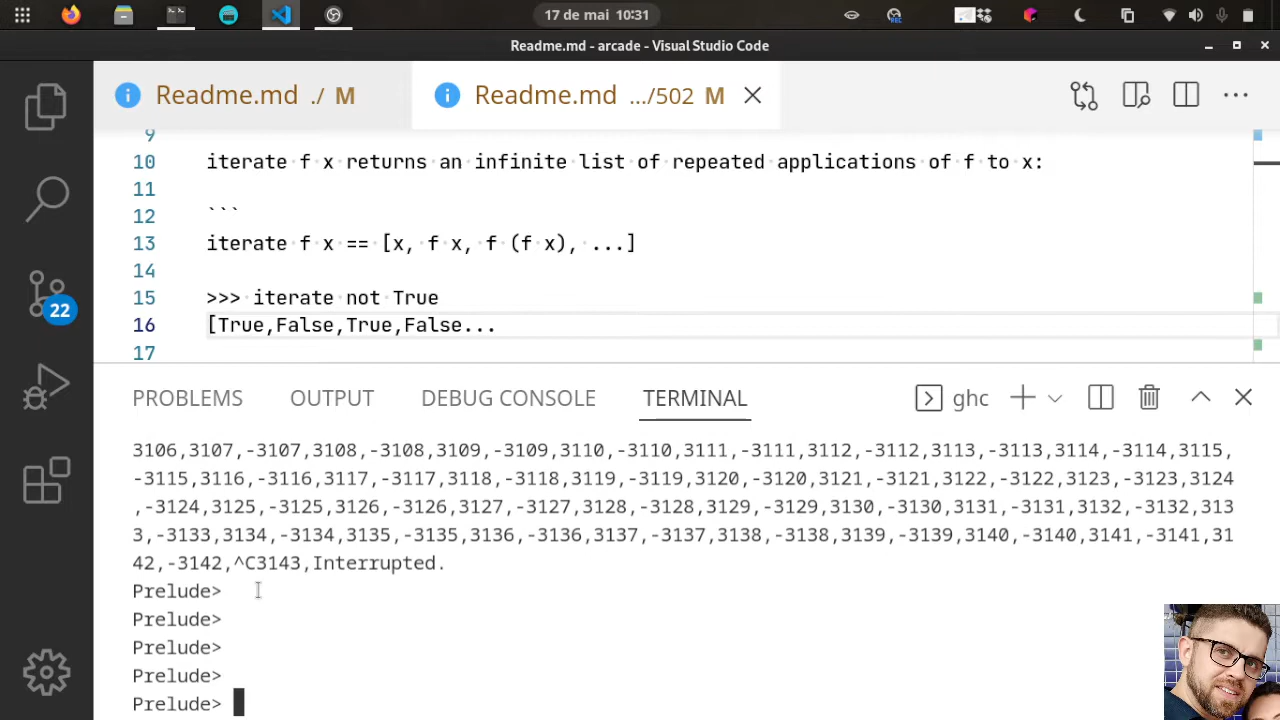 17 de mai 10:31
REC
Readme.md - arcade - Visual Studio Code
Readme.md ./ M
Readme.md .../502 M
9
10 iterate f x returns an infinite list of repeated applications of f to x:
11
12 ```
13 iterate f x == [x, f x, f (f x), ...]
14
15 >>> iterate not True
16 [True,False,True,False...
17
22
PROBLEMS OUTPUT DEBUG CONSOLE TERMINAL ghc
3106,3107,-3107,3108,-3108,3109,-3109,3110,-3110,3111,-3111,3112,-3112,3113,-3113,3114,-3114,3115,
-3115,3116,-3116,3117,-3117,3118,-3118,3119,-3119,3120,-3120,3121,-3121,3122,-3122,3123,-3123,3124
,-3124,3125,-3125,3126,-3126,3127,-3127,3128,-3128,3129,-3129,3130,-3130,3131,-3131,3132,-3132,313
3,-3133,3134,-3134,3135,-3135,3136,-3136,3137,-3137,3138,-3138,3139,-3139,3140,-3140,3141,-3141,31
42,-3142,^C3143,Interrupted.
Prelude>
Prelude>
Prelude>
Prelude>
Prelude>